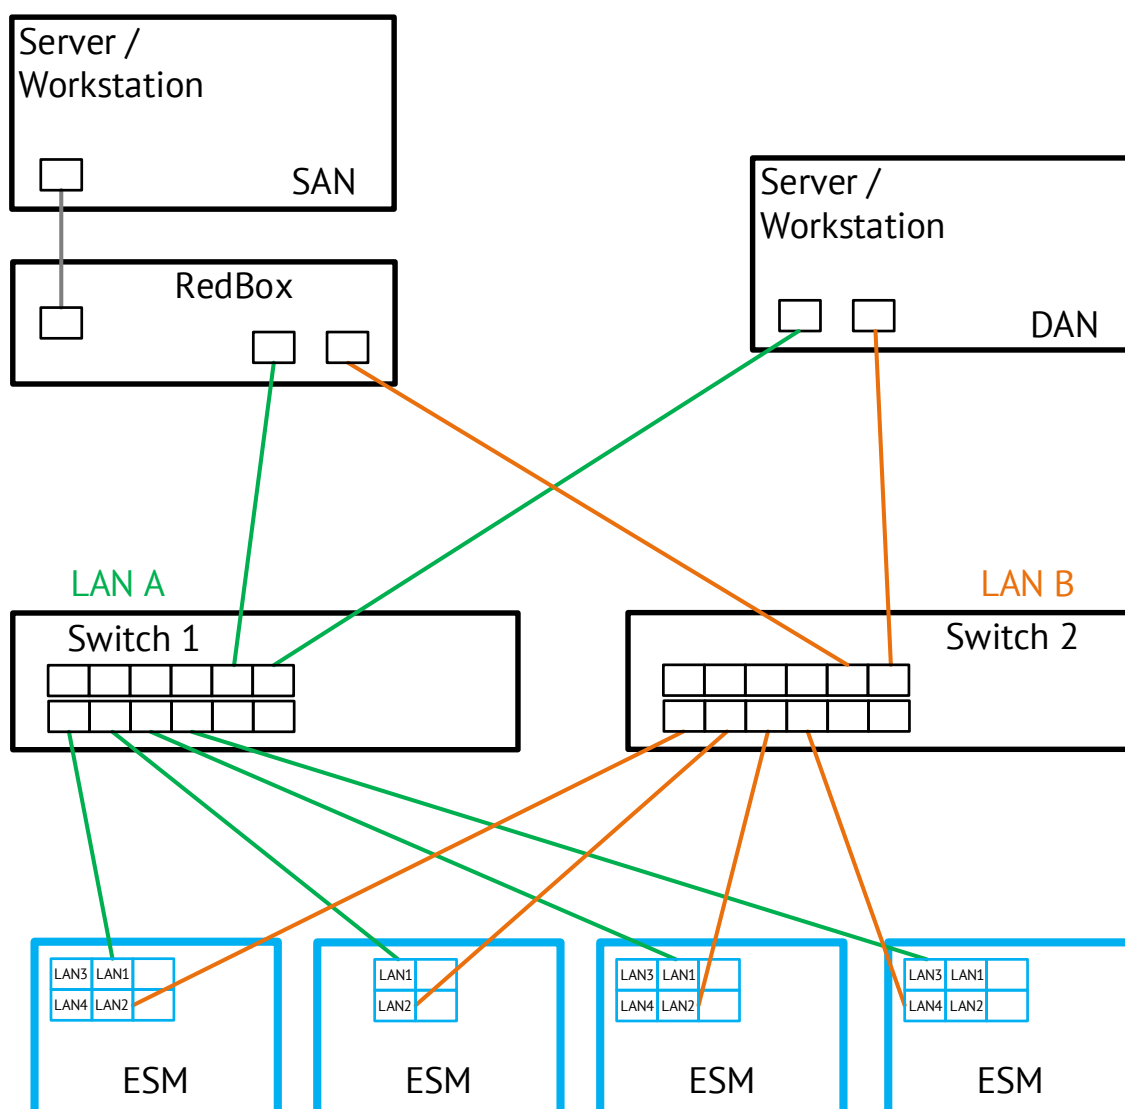 Server /
Workstation
SAN
RedBox
Server /
Workstation
DAN
LAN A
LAN B
Switch 1
Switch 2
LAN3 LAN1
LAN4 LAN2
ESM
LAN1
LAN2
ESM
LAN3 LAN1
LAN4 LAN2
ESM
LAN3 LAN1
LAN4 LAN2
ESM